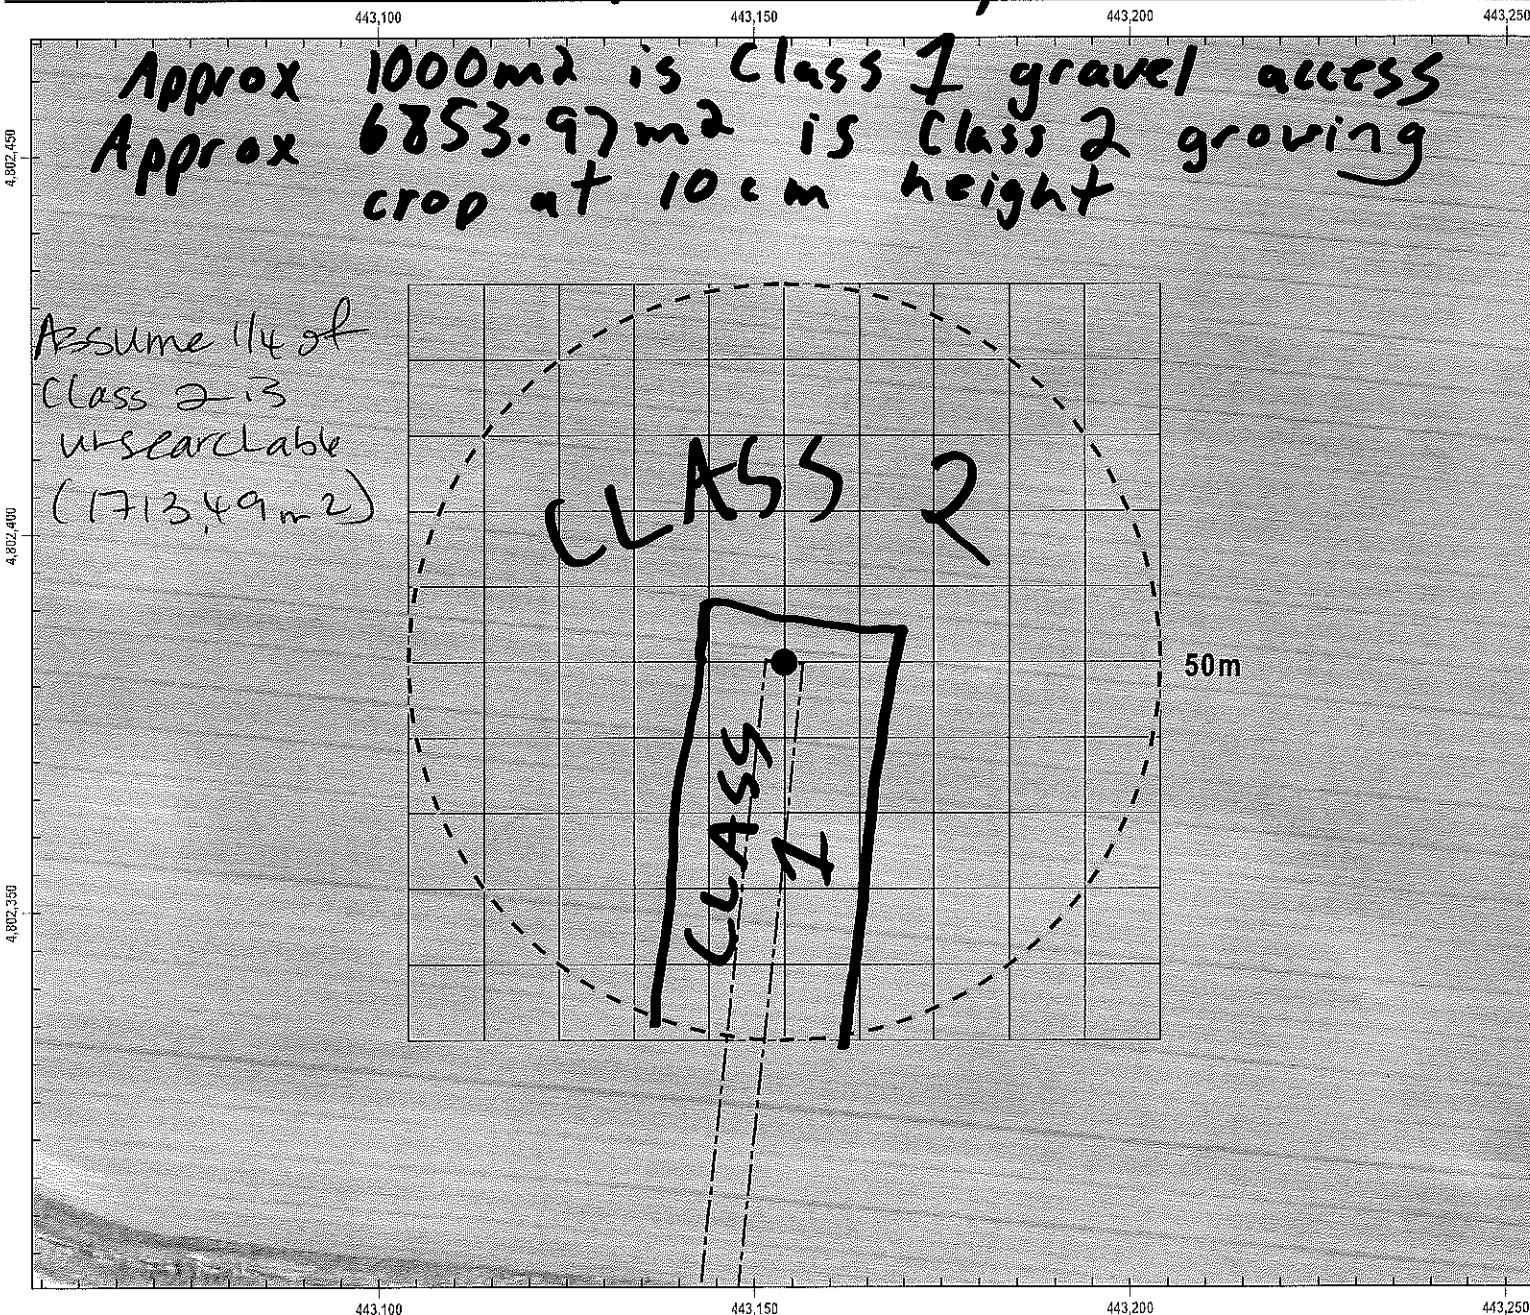 443,100 443,150 443,200 443,25
Approx 1000m2 is Class 1 gravel access
Approx 6853.97m2 is Class 2 growing
crop at 10cm height
4,802,450
Assume 1/4 of
Class 2 is
unsearchable
(1713.49m2)
4,802,400
CLASS 2
50m
CLASS 1
4,802,350
443,100 443,150 443,200 443,250